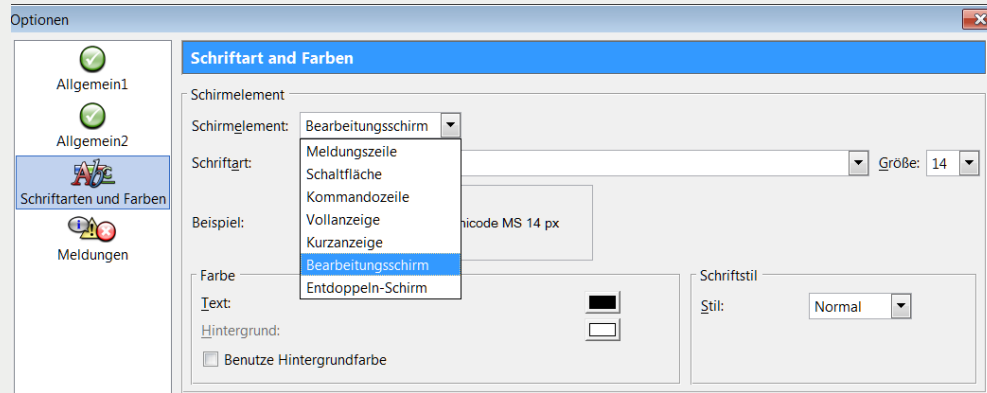 Optionen
Allgemein1
Allgemein2
Schriftarten und Farben
Meldungen
Schriftart and Farben
Schirmelement
Schirmelement: Bearbeitungsschirm
Meldungszeile
Schaltfläche
Kommandozeile
Vollanzeige
Kurzanzeige
Bearbeitungsschirm
Entdoppeln-Schirm
Schriftart: Größe: 14
Beispiel: MS 14 px
Farbe
Text:
Hintergrund:
Benutze Hintergrundfarbe
Schriftstil
Stil: Normal